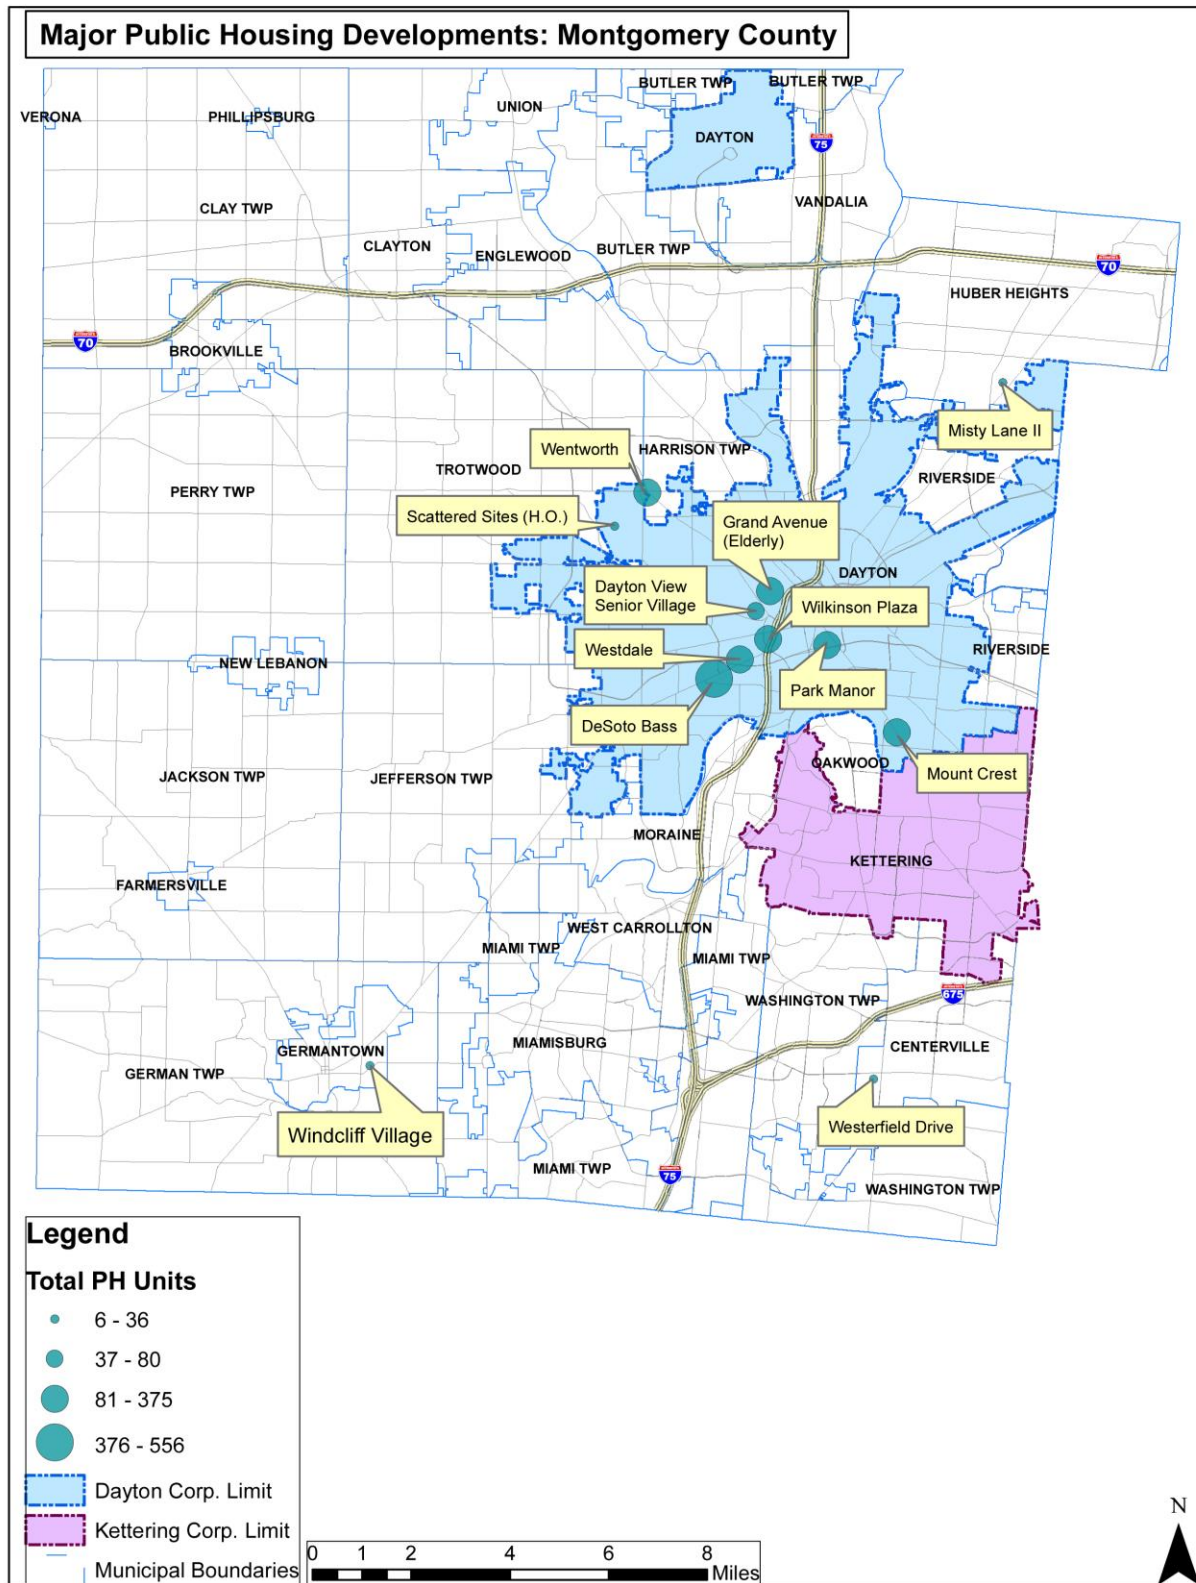 Major Public Housing Developments: Montgomery County
BUTLER TWP
BUTLER TWP
UNION
VERONA
PHILLIPSBURG
DAYTON
75
VANDALIA
CLAY TWP
CLAYTON
ENGLEWOOD
BUTLER TWP
70
HUBER HEIGHTS
70
BROOKVILLE
Misty Lane II
Wentworth
HARRISON TWP
TROTWOOD
RIVERSIDE
PERRY TWP
Scattered Sites (H.O.)
Grand Avenue
(Elderly)
DAYTON
Dayton View
Senior Village
Wilkinson Plaza
Westdale
RIVERSIDE
NEW LEBANON
Park Manor
DeSoto Bass
OAKWOOD
Mount Crest
JACKSON TWP
JEFFERSON TWP
MORAINE
KETTERING
FARMERSVILLE
WEST CARROLLTON
MIAMI TWP
MIAMI TWP
WASHINGTON TWP
675
GERMANTOWN
MIAMISBURG
CENTERVILLE
GERMAN TWP
Windcliff Village
Westerfield Drive
MIAMI TWP
75
WASHINGTON TWP
Legend
Total PH Units
6 - 36
37 - 80
81 - 375
376 - 556
Dayton Corp. Limit
Kettering Corp. Limit
Municipal Boundaries
0 1 2 4 6 8
Miles
N